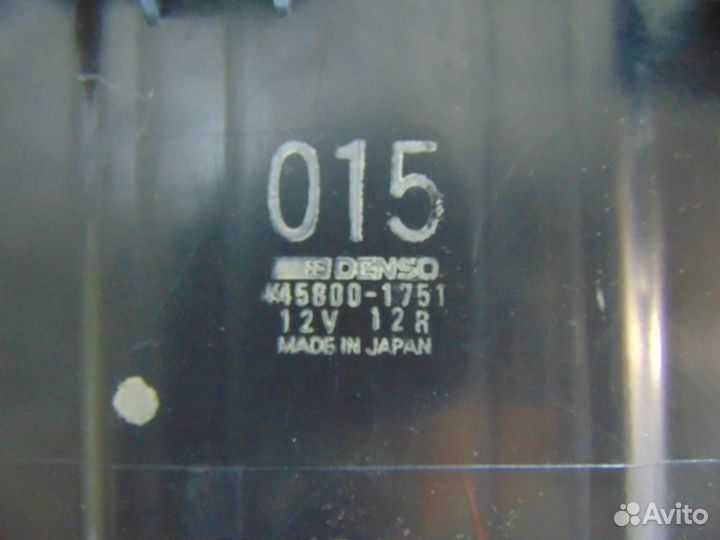 015
DENSO
¥45800-1751
12V 12R
MADE IN JAPAN
Avito